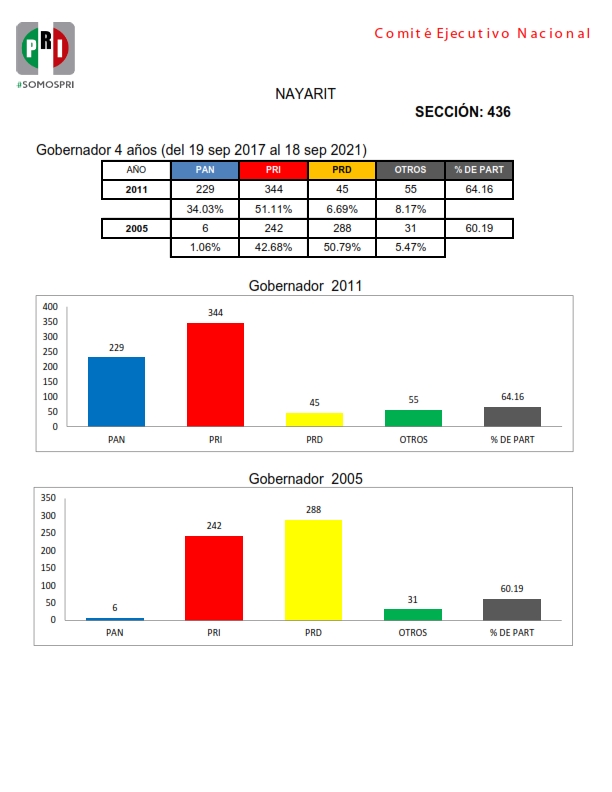 PRI
#SOMOSPRI
Comité Ejecutivo Nacional
NAYARIT
SECCIÓN: 436
Gobernador 4 años (del 19 sep 2017 al 18 sep 2021)
AÑO PAN PRI PRD OTROS % DE PART
2011 229 344 45 55 64.16
34.03% 51.11% 6.69% 8.17%
2005 6 242 288 31 60.19
1.06% 42.68% 50.79% 5.47%
Gobernador 2011
400
350
300
250
200
150
100
50
0
229
344
45
55
64.16
PAN PRI PRD OTROS % DE PART
Gobernador 2005
350
300
250
200
150
100
50
0
6
242
288
31
60.19
PAN PRI PRD OTROS % DE PART